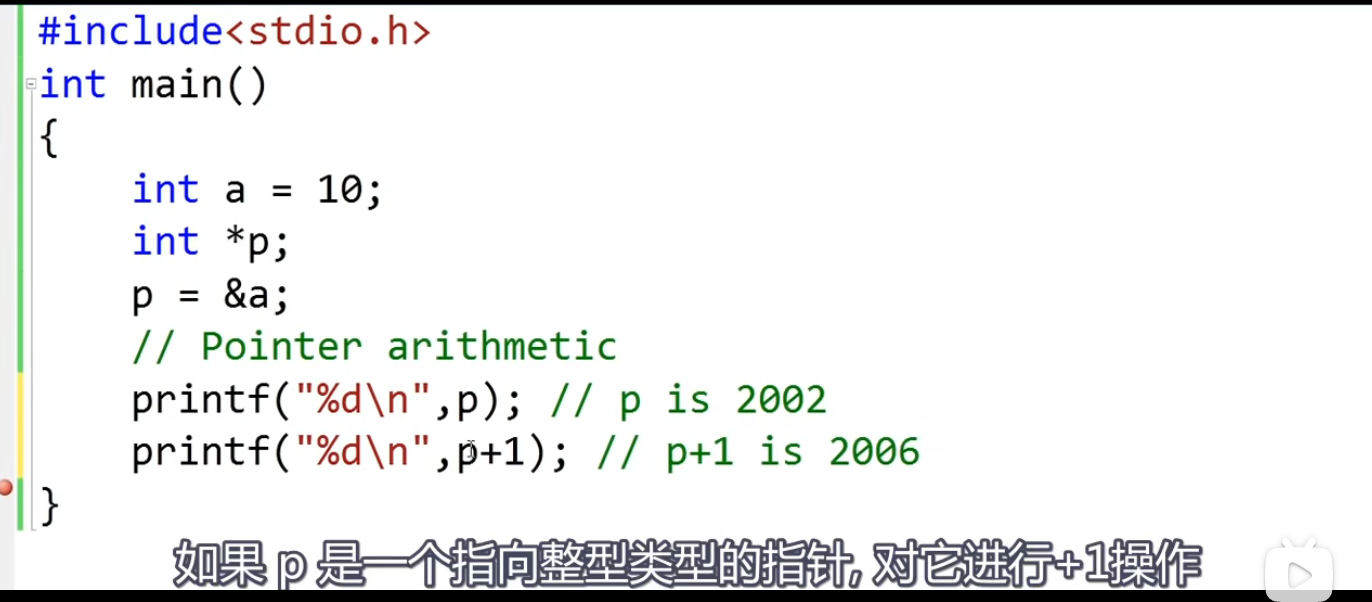 #include<stdio.h>
int main()
{
    int a = 10;
    int *p;
    p = &a;
    // Pointer arithmetic
    printf("%d\n",p); // p is 2002
    printf("%d\n",p+1); // p+1 is 2006
}
如果 p 是一个指向整型类型的指针, 对它进行+1操作